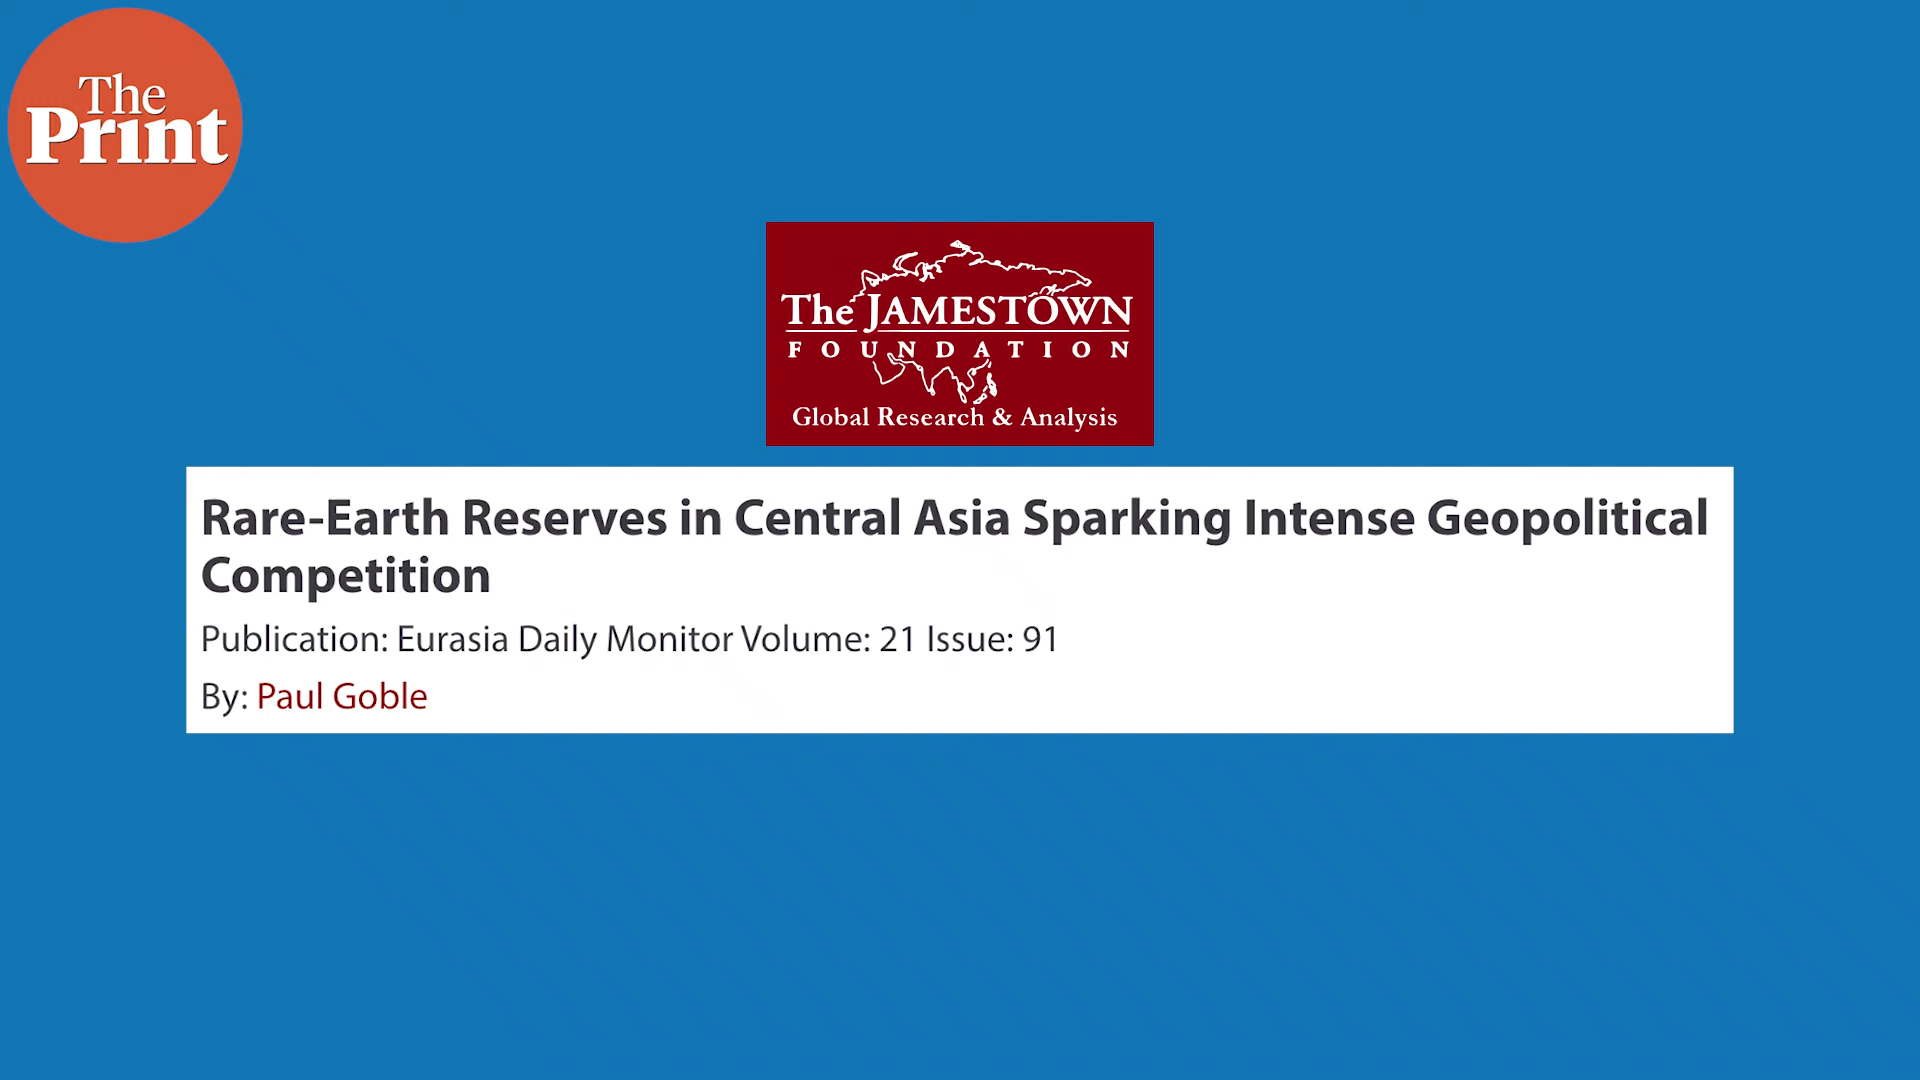 The
Print
The JAMESTOWN
FOUNDATION
Global Research & Analysis
Rare-Earth Reserves in Central Asia Sparking Intense Geopolitical
Competition
Publication: Eurasia Daily Monitor Volume: 21 Issue: 91
By: Paul Goble